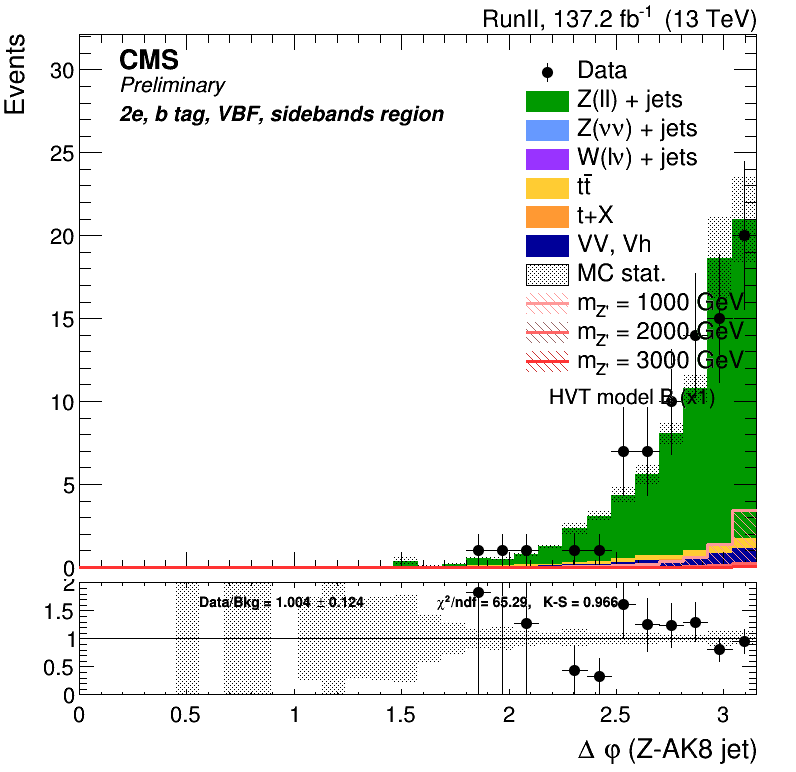 RunII, 137.2 fb⁻¹ (13 TeV)
Events
CMS
Preliminary
2e, b tag, VBF, sidebands region
Data
Z(ll) + jets
Z(νν) + jets
W(lν) + jets
tt̄
t+X
VV, Vh
MC stat.
m_Z' = 1000 GeV
m_Z' = 2000 GeV
m_Z' = 3000 GeV
HVT model B (x1)
30
25
20
15
10
5
0
Data/Bkg = 1.004 ± 0.124 χ²/ndf = 65.29, K-S = 0.966
2
1.5
1
0.5
0
0 0.5 1 1.5 2 2.5 3
Δ φ (Z-AK8 jet)